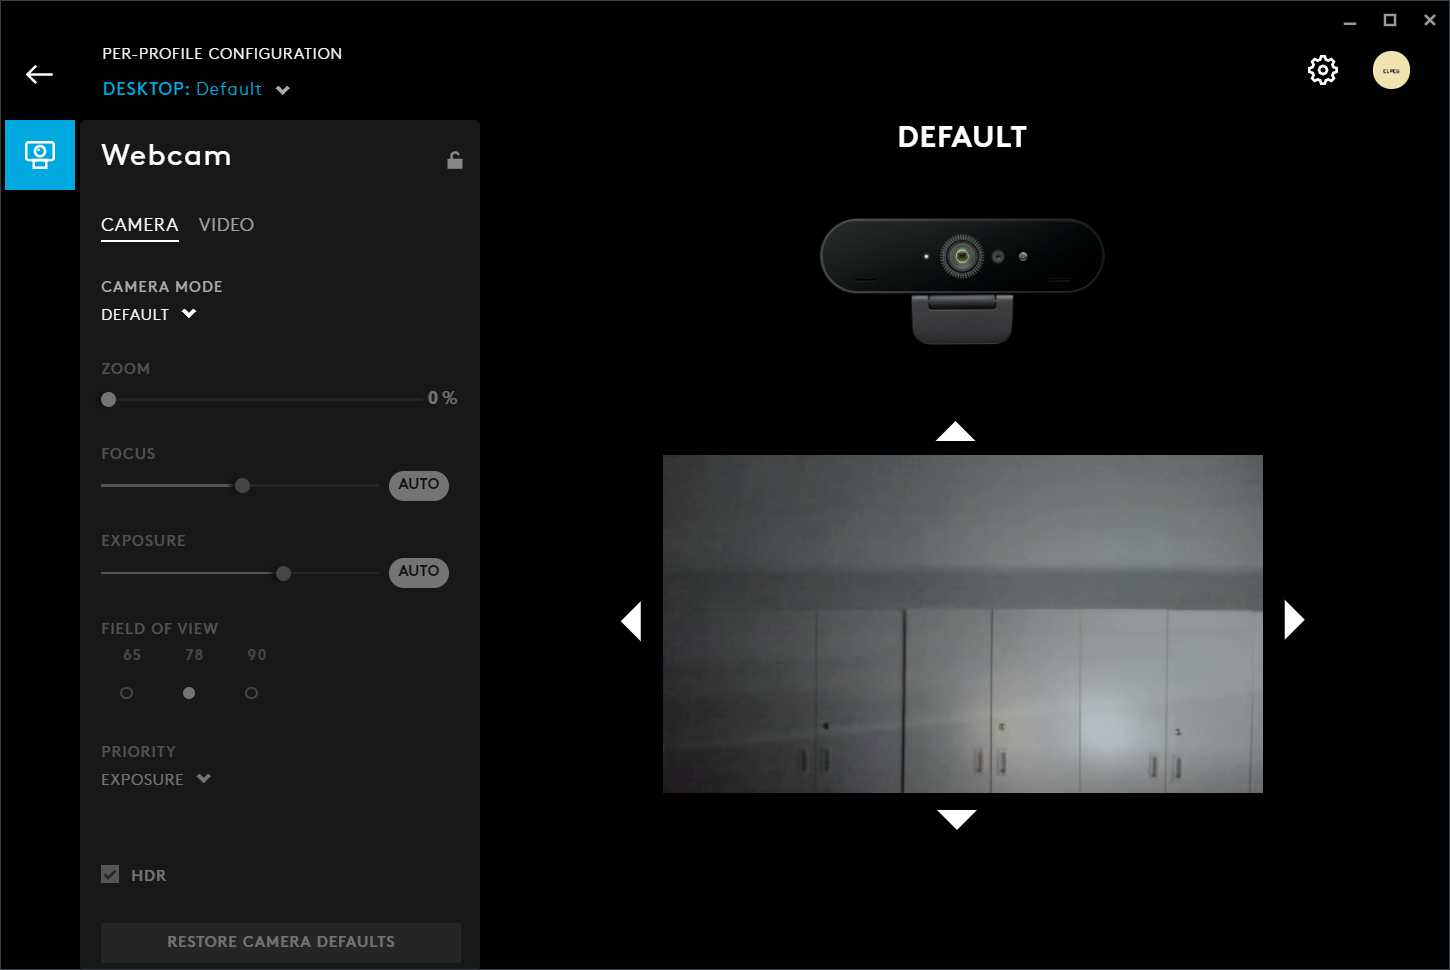 PER-PROFILE CONFIGURATION
DESKTOP: Default
Webcam
CAMERA VIDEO
CAMERA MODE
DEFAULT
ZOOM
0 %
FOCUS
AUTO
EXPOSURE
AUTO
FIELD OF VIEW
65 78 90
PRIORITY
EXPOSURE
HDR
RESTORE CAMERA DEFAULTS
DEFAULT